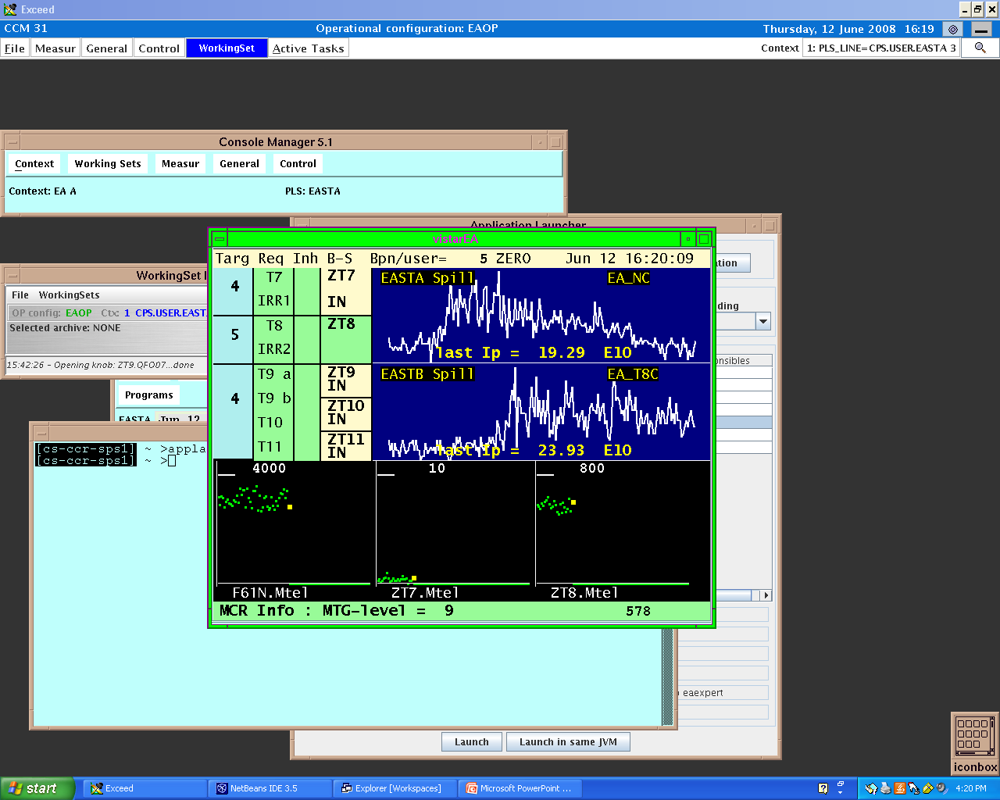 Exceed
CCM 31 Operational configuration: EAOP Thursday, 12 June 2008 16:19
File Measur General Control WorkingSet Active Tasks Context 1: PLS_LINE=CPS.USER.EASTA 3
Console Manager 5.1
Context Working Sets Measur General Control
Context: EA A PLS: EASTA
Application Launcher
vistarEA
Targ Req Inh B-S Bpn/user= 5 ZERO Jun 12 16:20:09
4 T7 ZT7 EASTA Spill EA_NC
IRR1 IN
5 T8 ZT8
IRR2 last Ip = 19.29 E10
T9 a ZT9 EASTB Spill EA_T8C
IN
4 T9 b ZT10
T10 IN
T11 ZT11 last Ip = 23.93 E10
IN
4000 10 800
F61N.Mtel ZT7.Mtel ZT8.Mtel
MCR Info : MTG-level = 9 578
WorkingSet
File WorkingSets
OP config: EAOP Ctx: 1 CPS.USER.EAST
Selected archive: NONE
15:42:26 - Opening knob: ZT9.QFO07...done
Programs
EASTA Jun 12
[cs-ccr-sps1] ~ >appla
[cs-ccr-sps1] ~ >
eaexpert
Launch Launch in same JVM
iconbox
start Exceed NetBeans IDE 3.5 Explorer [Workspaces] Microsoft PowerPoint ... 4:20 PM